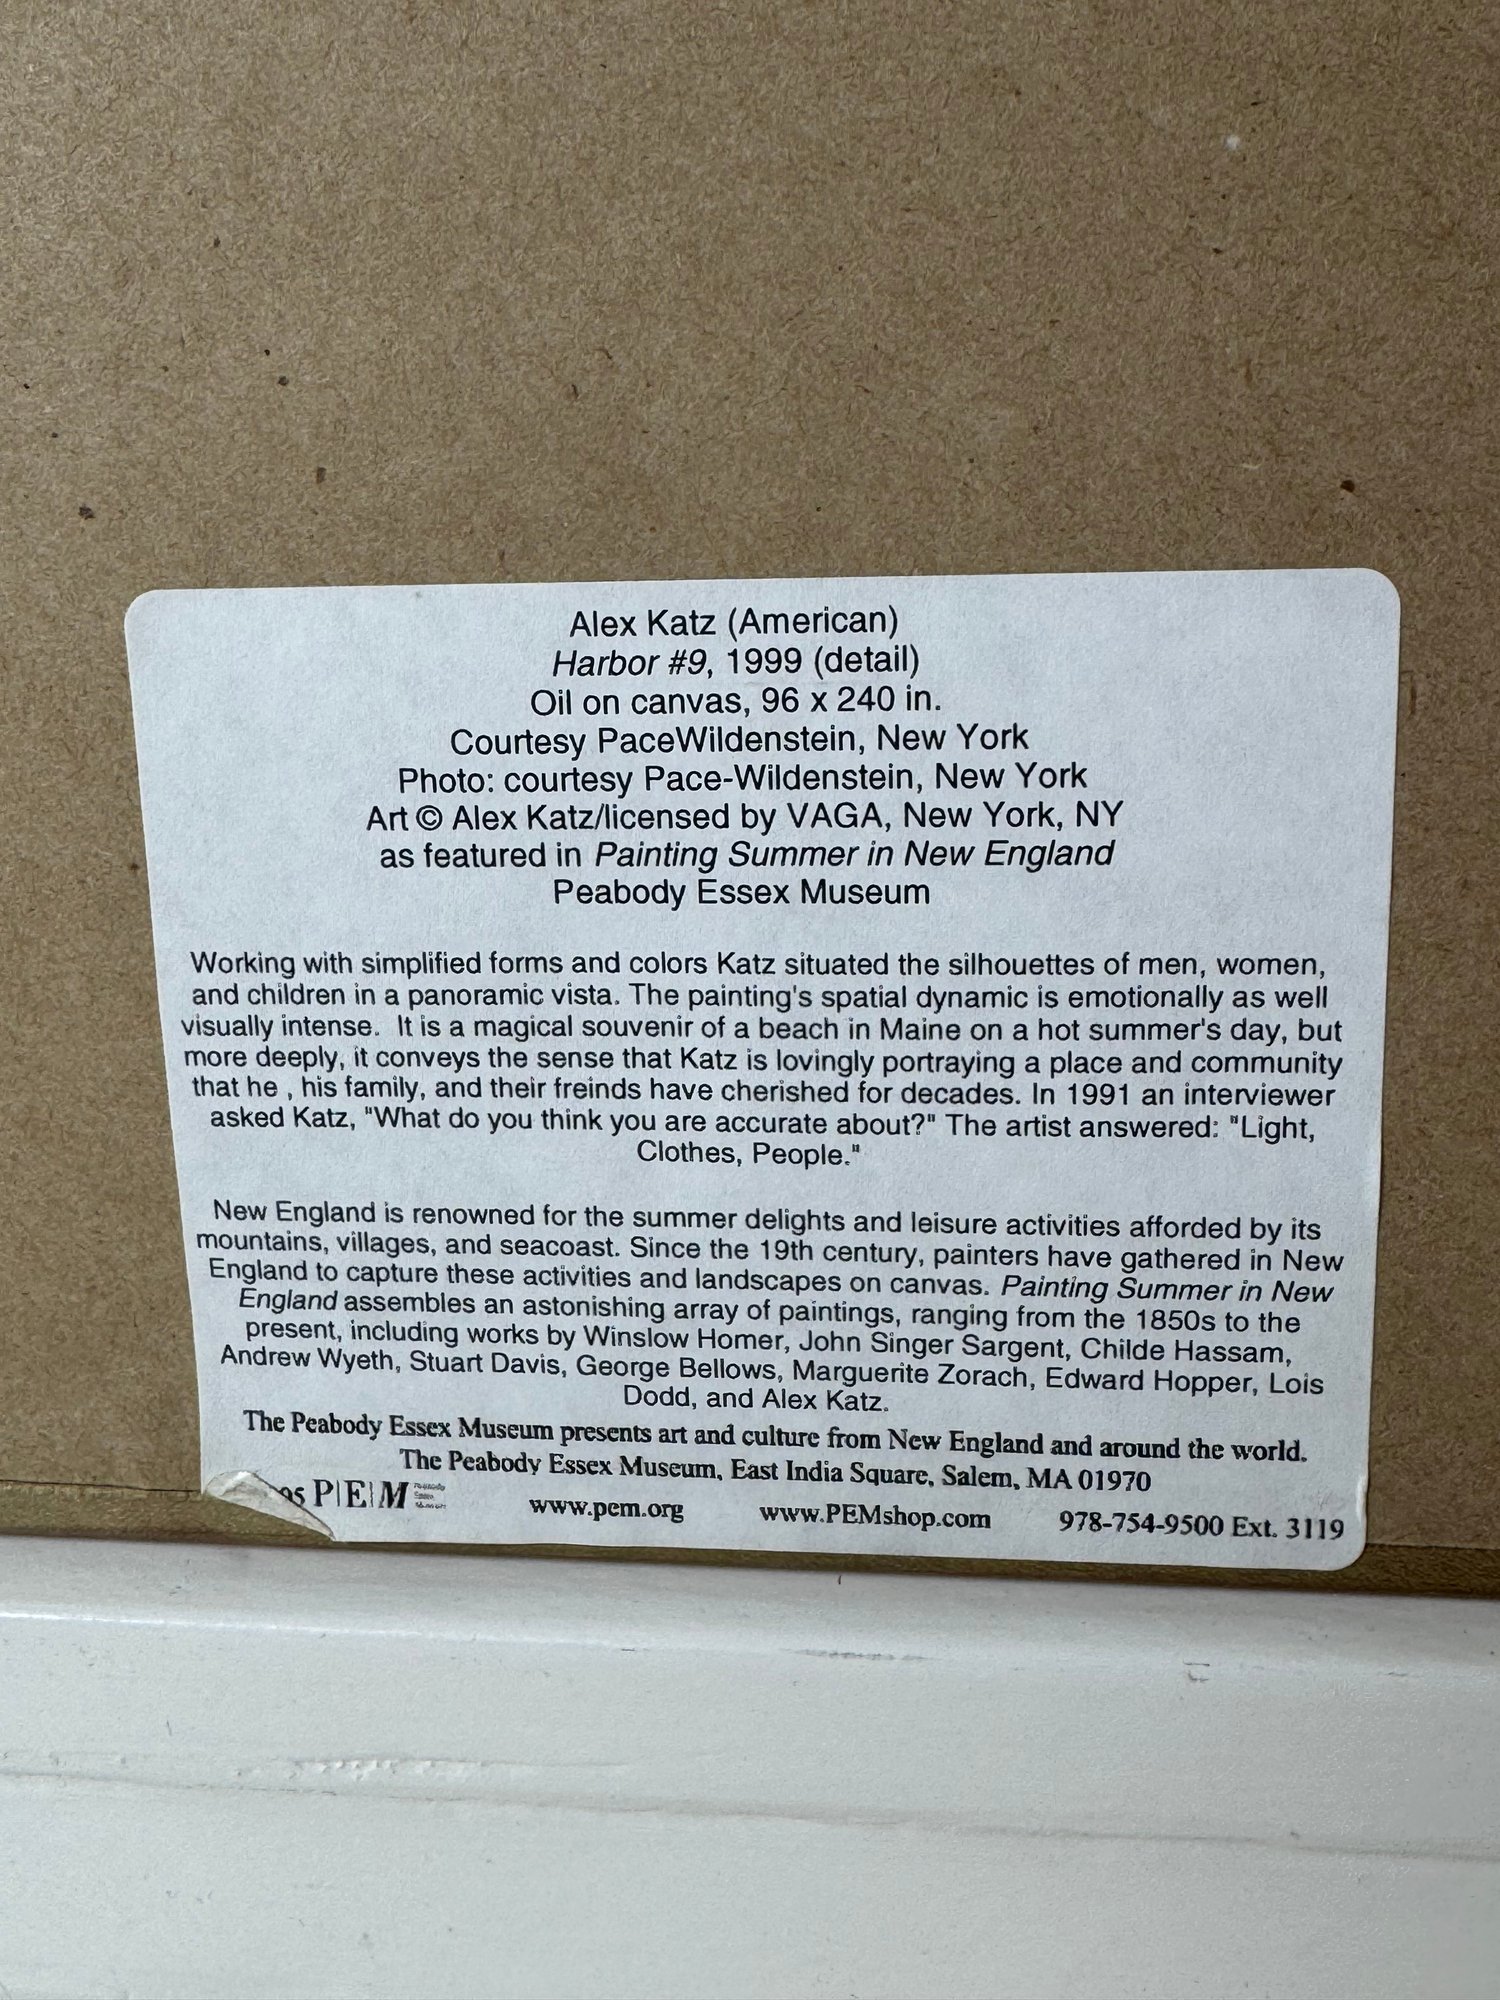 Alex Katz (American)
Harbor #9, 1999 (detail)
Oil on canvas, 96 x 240 in.
Courtesy PaceWildenstein, New York
Photo: courtesy Pace-Wildenstein, New York
Art © Alex Katz/licensed by VAGA, New York, NY
as featured in Painting Summer in New England
Peabody Essex Museum
Working with simplified forms and colors Katz situated the silhouettes of men, women,
and children in a panoramic vista. The painting's spatial dynamic is emotionally as well
visually intense. It is a magical souvenir of a beach in Maine on a hot summer's day, but
more deeply, it conveys the sense that Katz is lovingly portraying a place and community
that he , his family, and their freinds have cherished for decades. In 1991 an interviewer
asked Katz, "What do you think you are accurate about?" The artist answered: "Light,
Clothes, People."
New England is renowned for the summer delights and leisure activities afforded by its
mountains, villages, and seacoast. Since the 19th century, painters have gathered in New
England to capture these activities and landscapes on canvas. Painting Summer in New
England assembles an astonishing array of paintings, ranging from the 1850s to the
present, including works by Winslow Homer, John Singer Sargent, Childe Hassam,
Andrew Wyeth, Stuart Davis, George Bellows, Marguerite Zorach, Edward Hopper, Lois
Dodd, and Alex Katz.
The Peabody Essex Museum presents art and culture from New England and around the world.
The Peabody Essex Museum, East India Square, Salem, MA 01970
P|E|M www.pem.org www.PEMshop.com 978-754-9500 Ext. 3119